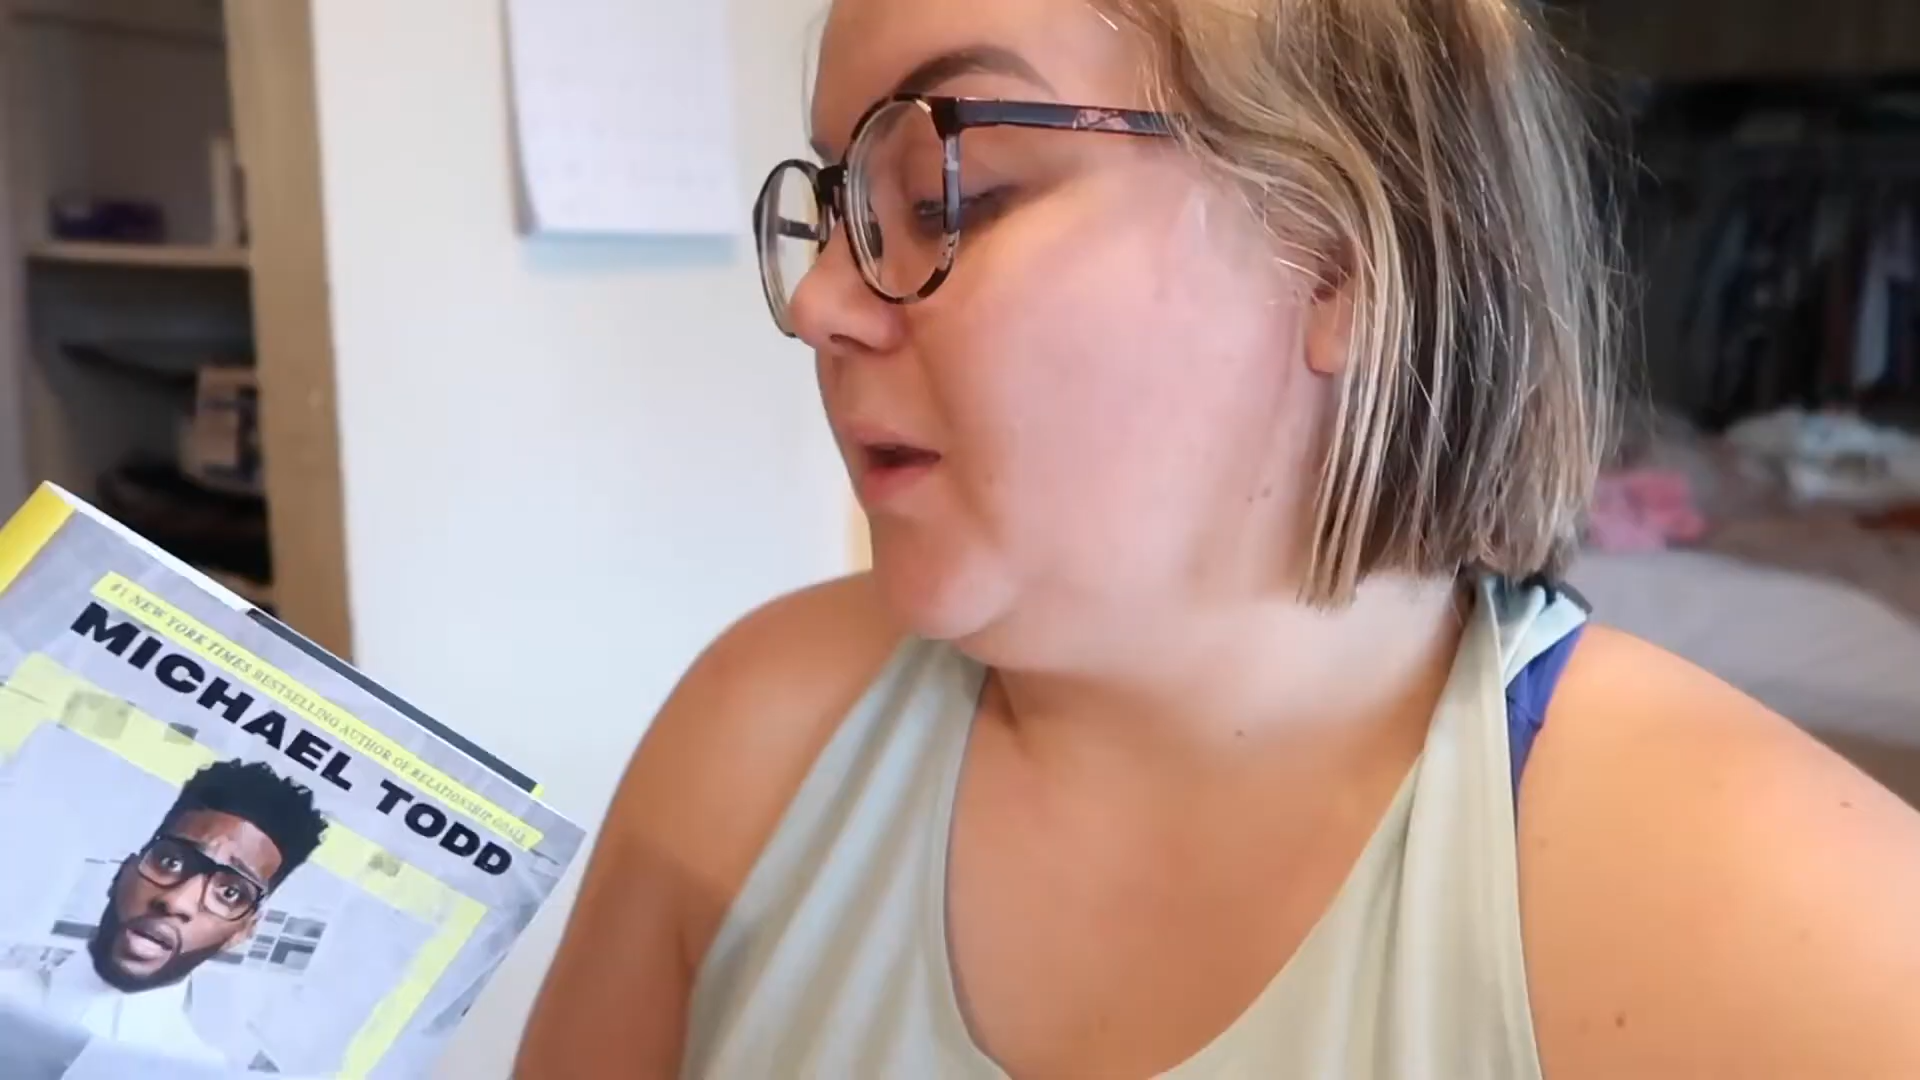 #1 NEW YORK TIMES BESTSELLING AUTHOR OF RELATIONSHIP GOALS
MICHAEL TODD